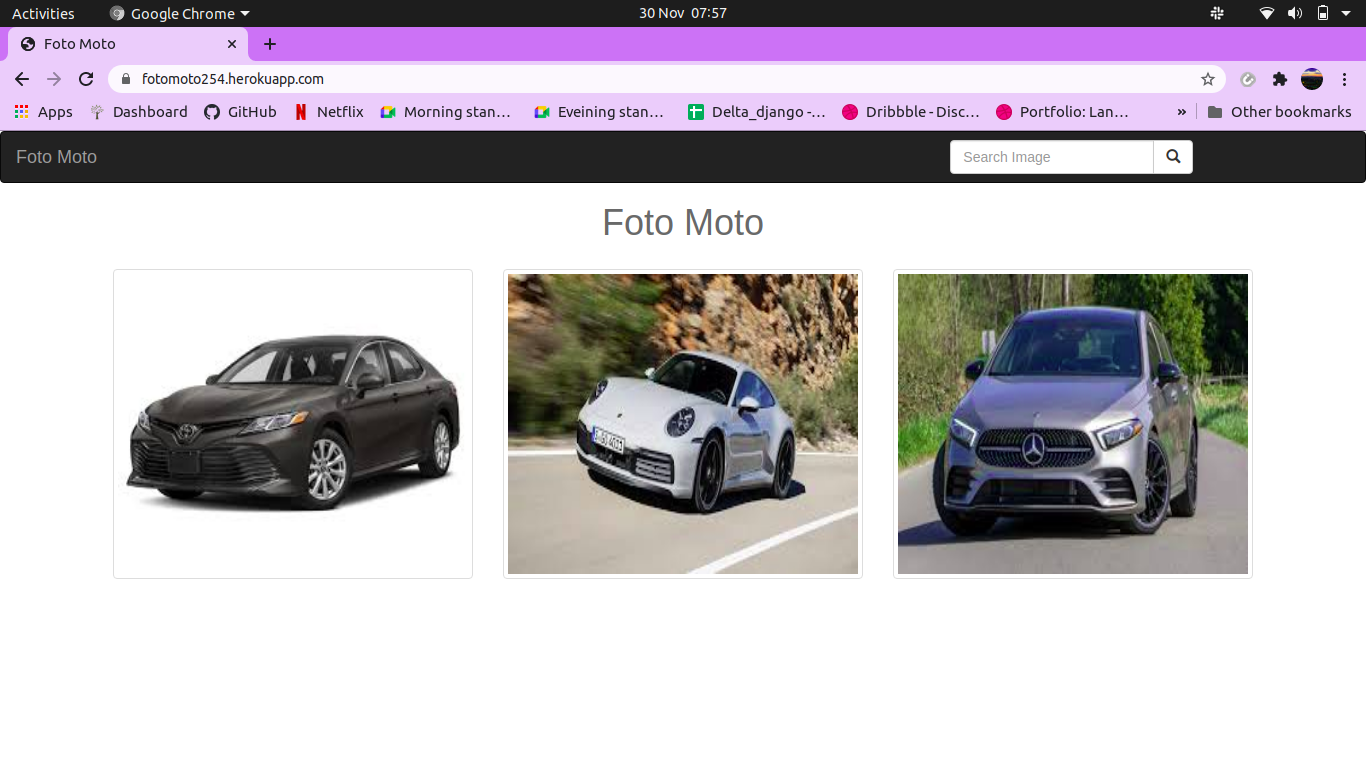 Activities Google Chrome 30 Nov 07:57
Foto Moto
fotomoto254.herokuapp.com
Apps Dashboard GitHub Netflix Morning stan… Eveining stan… Delta_django -… Dribbble - Disc… Portfolio: Lan… » Other bookmarks
Foto Moto Search Image
Foto Moto